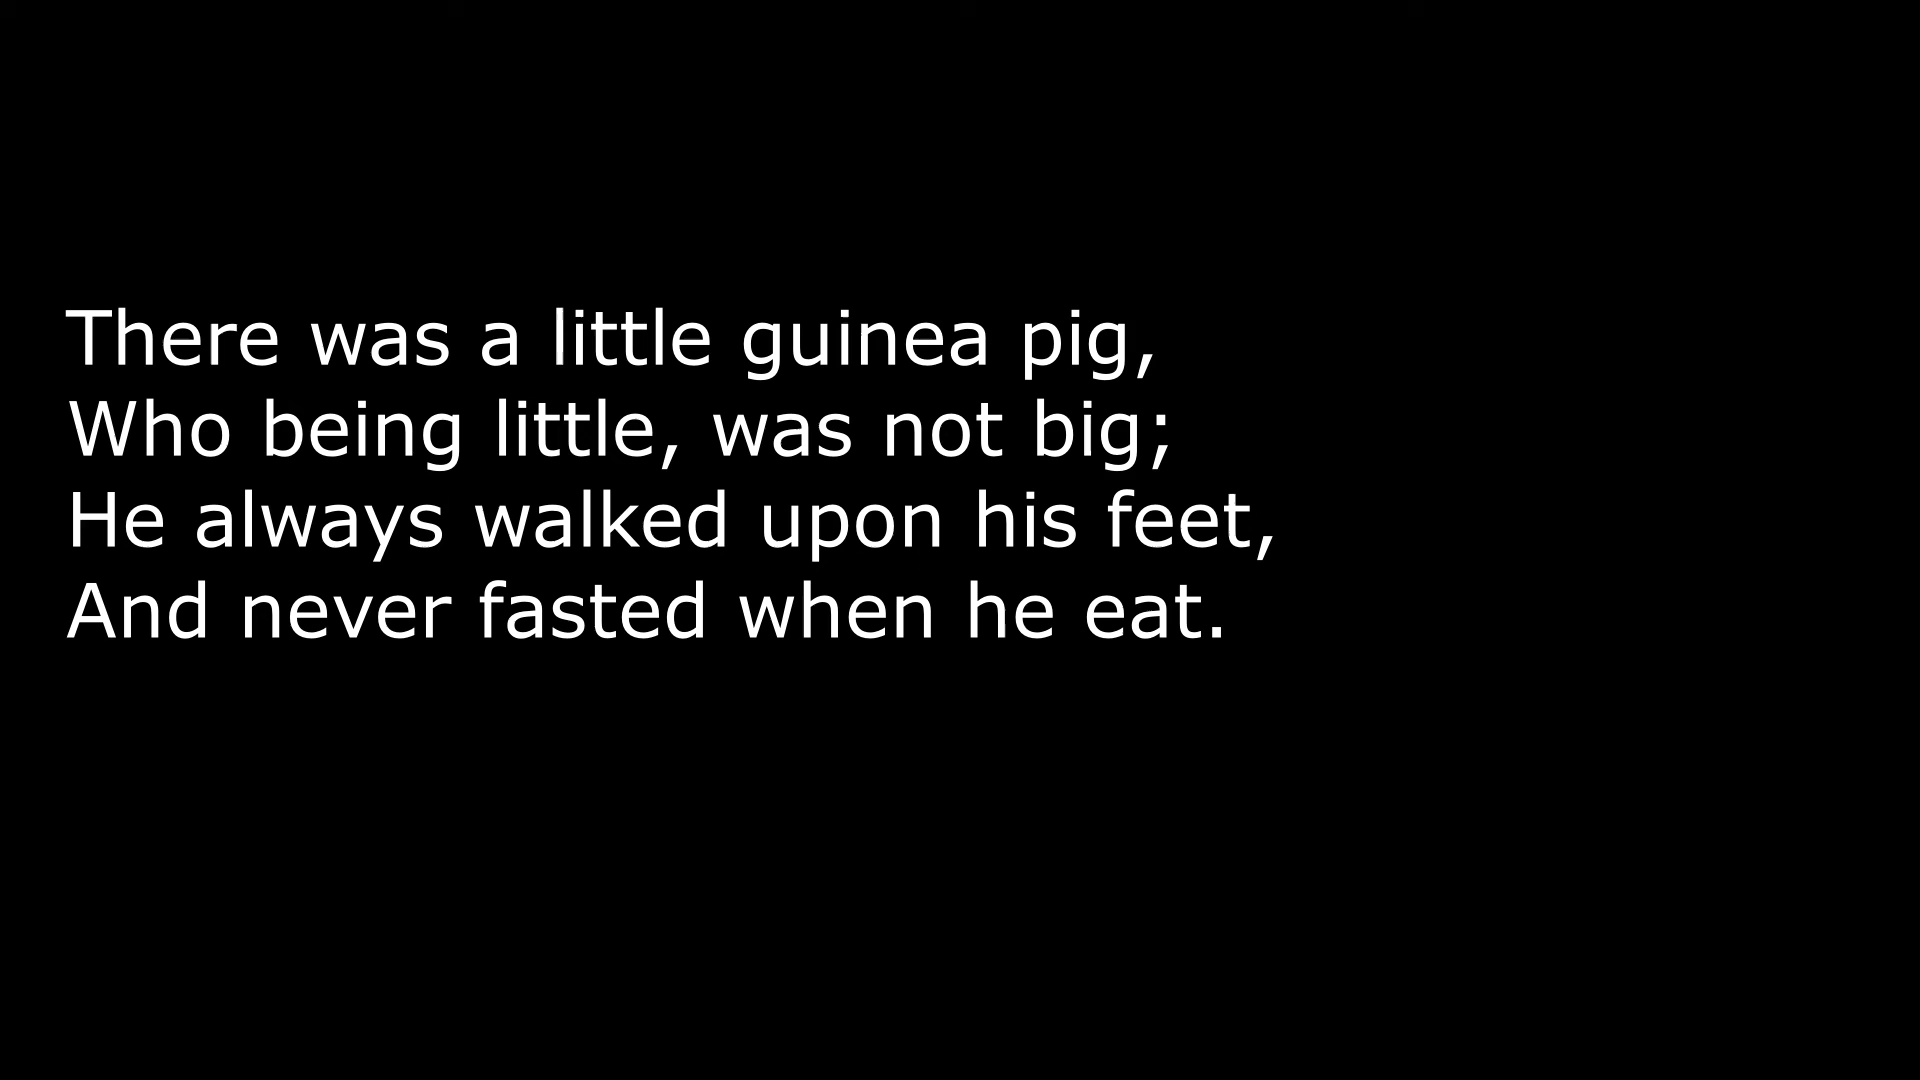 There was a little guinea pig,
Who being little, was not big;
He always walked upon his feet,
And never fasted when he eat.